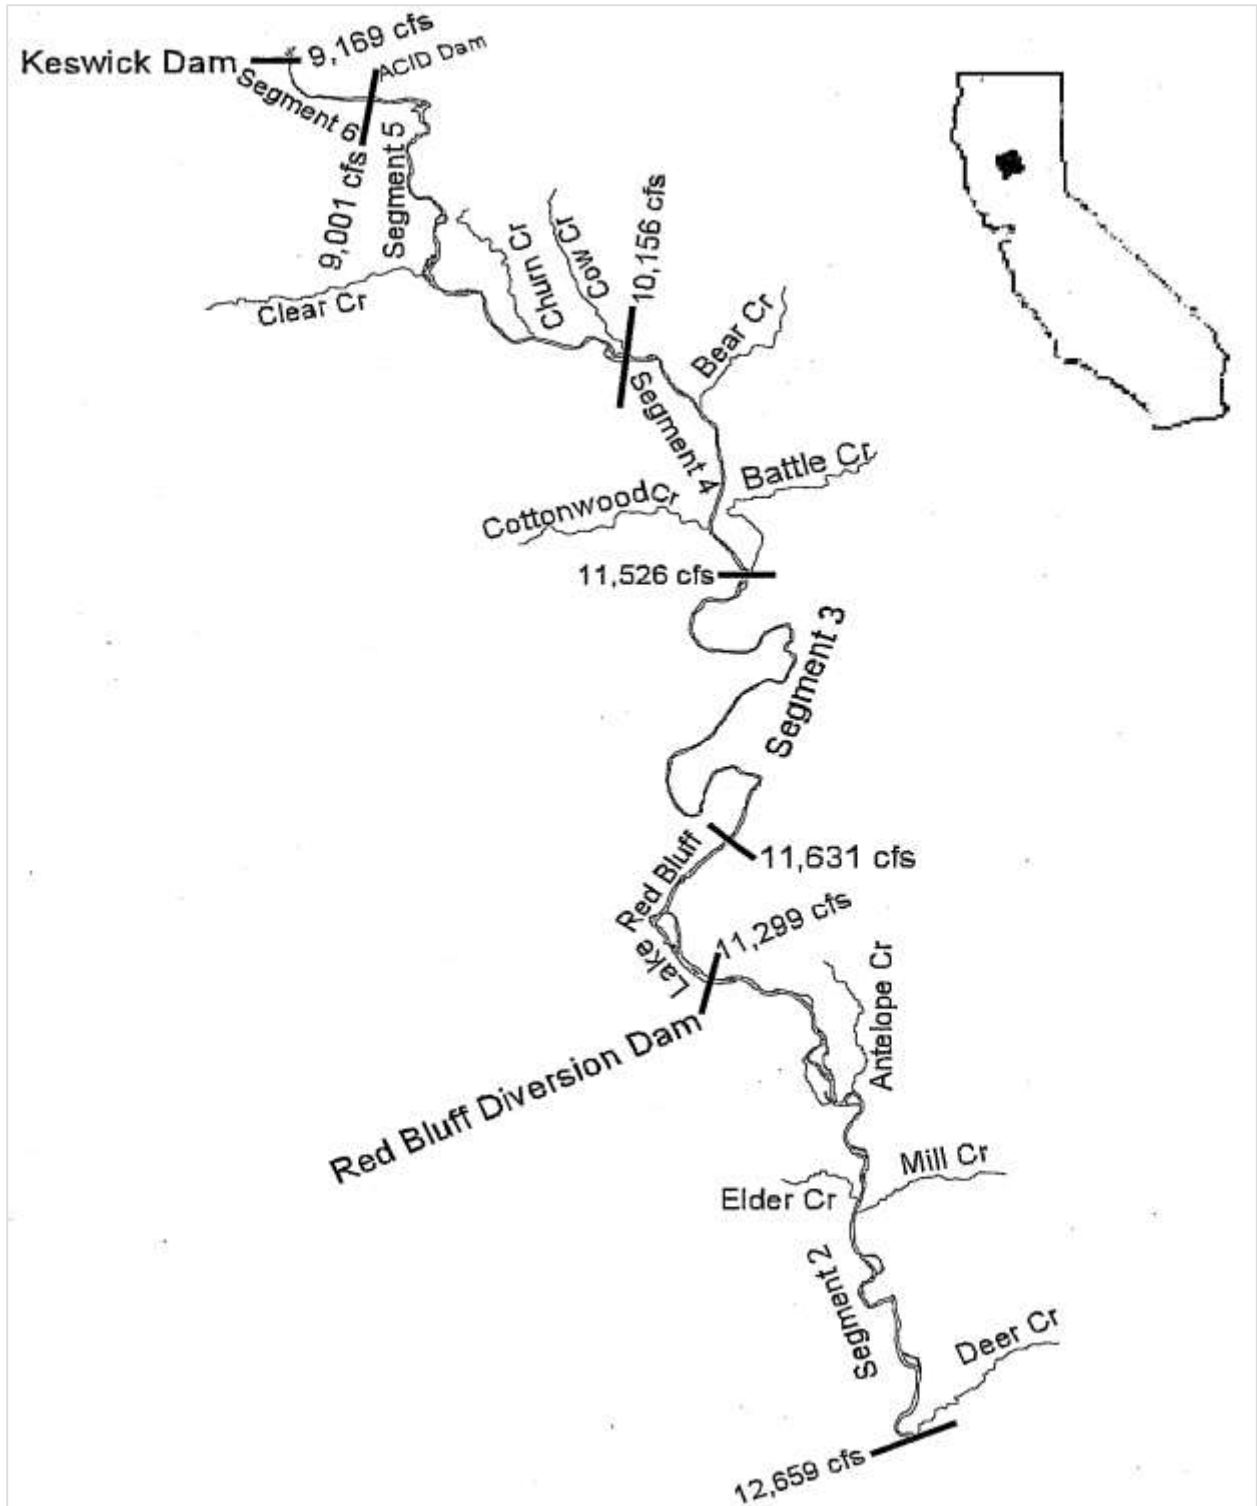 Keswick Dam
9,169 cfs
ACID Dam
Segment 6
9,001 cfs
Segment 5
Clear Cr
Churn Cr
Cow Cr
10,156 cfs
Bear Cr
Segment 4
Battle Cr
Cottonwood Cr
11,526 cfs
Segment 3
11,631 cfs
Lake Red Bluff
11,299 cfs
Red Bluff Diversion Dam
Antelope Cr
Mill Cr
Elder Cr
Segment 2
Deer Cr
12,659 cfs